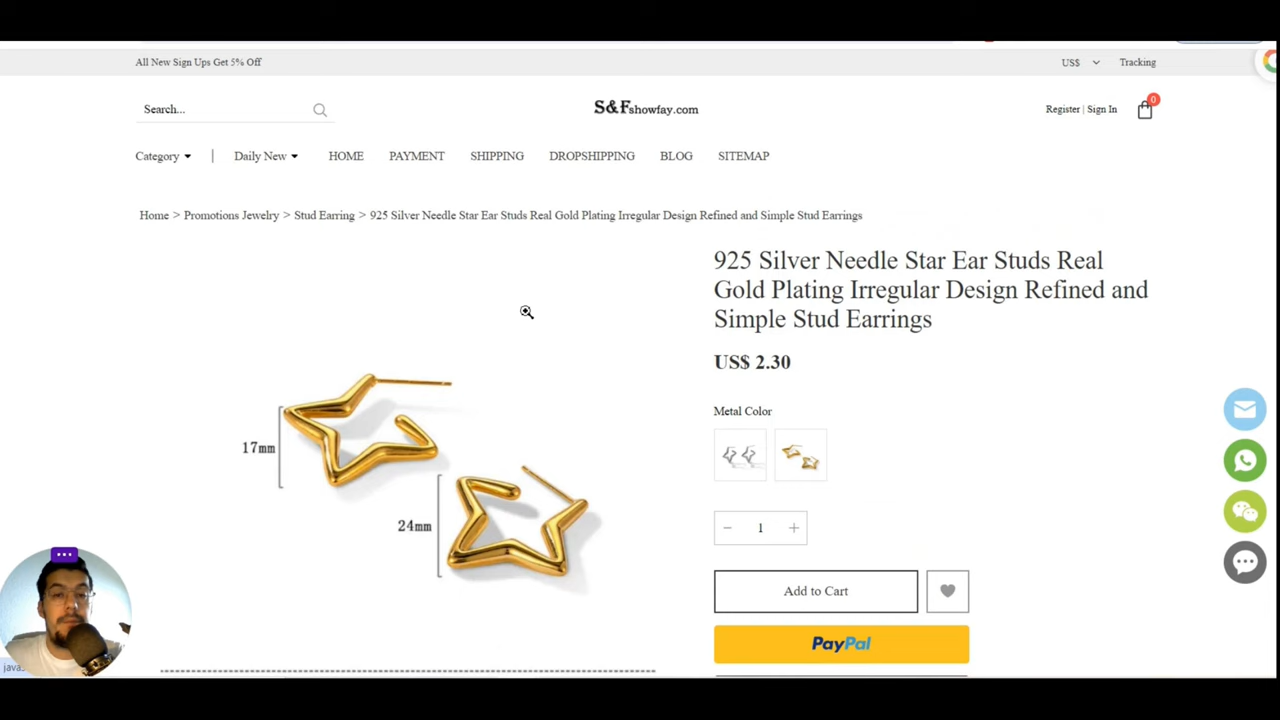 All New Sign Ups Get 5% Off
US$
Tracking
Search...
S&Fshowfay.com
Register | Sign In
0
Category
|
Daily New
HOME
PAYMENT
SHIPPING
DROPSHIPPING
BLOG
SITEMAP
Home > Promotions Jewelry > Stud Earring > 925 Silver Needle Star Ear Studs Real Gold Plating Irregular Design Refined and Simple Stud Earrings
925 Silver Needle Star Ear Studs Real
Gold Plating Irregular Design Refined and
Simple Stud Earrings
US$ 2.30
Metal Color
17mm
24mm
− 1 +
Add to Cart
PayPal